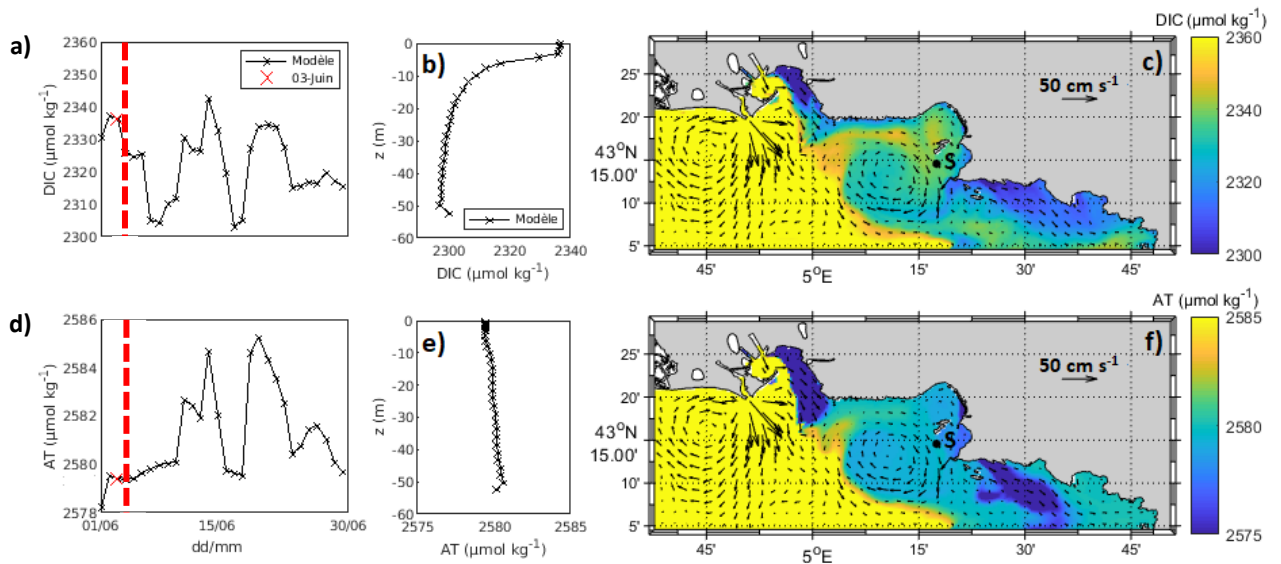 a)
2360
2350
2340
2330
2320
2310
2300
DIC (μmol kg⁻¹)
Modèle
03-Juin
b)
0
-10
-20
-30
-40
-50
-60
z (m)
Modèle
2300 2320 2340
DIC (μmol kg⁻¹)
c)
50 cm s⁻¹
25'
20'
43°N
15.00'
10'
5'
45' 5°E 15' 30' 45'
DIC (μmol kg⁻¹)
2360
2340
2320
2300
d)
2586
2584
2582
2580
2578
AT (μmol kg⁻¹)
01/06 15/06 30/06
dd/mm
e)
0
-10
-20
-30
-40
-50
-60
z (m)
2575 2580 2585
AT (μmol kg⁻¹)
f)
50 cm s⁻¹
25'
20'
43°N
15.00'
10'
5'
45' 5°E 15' 30' 45'
S
S
AT (μmol kg⁻¹)
2585
2580
2575